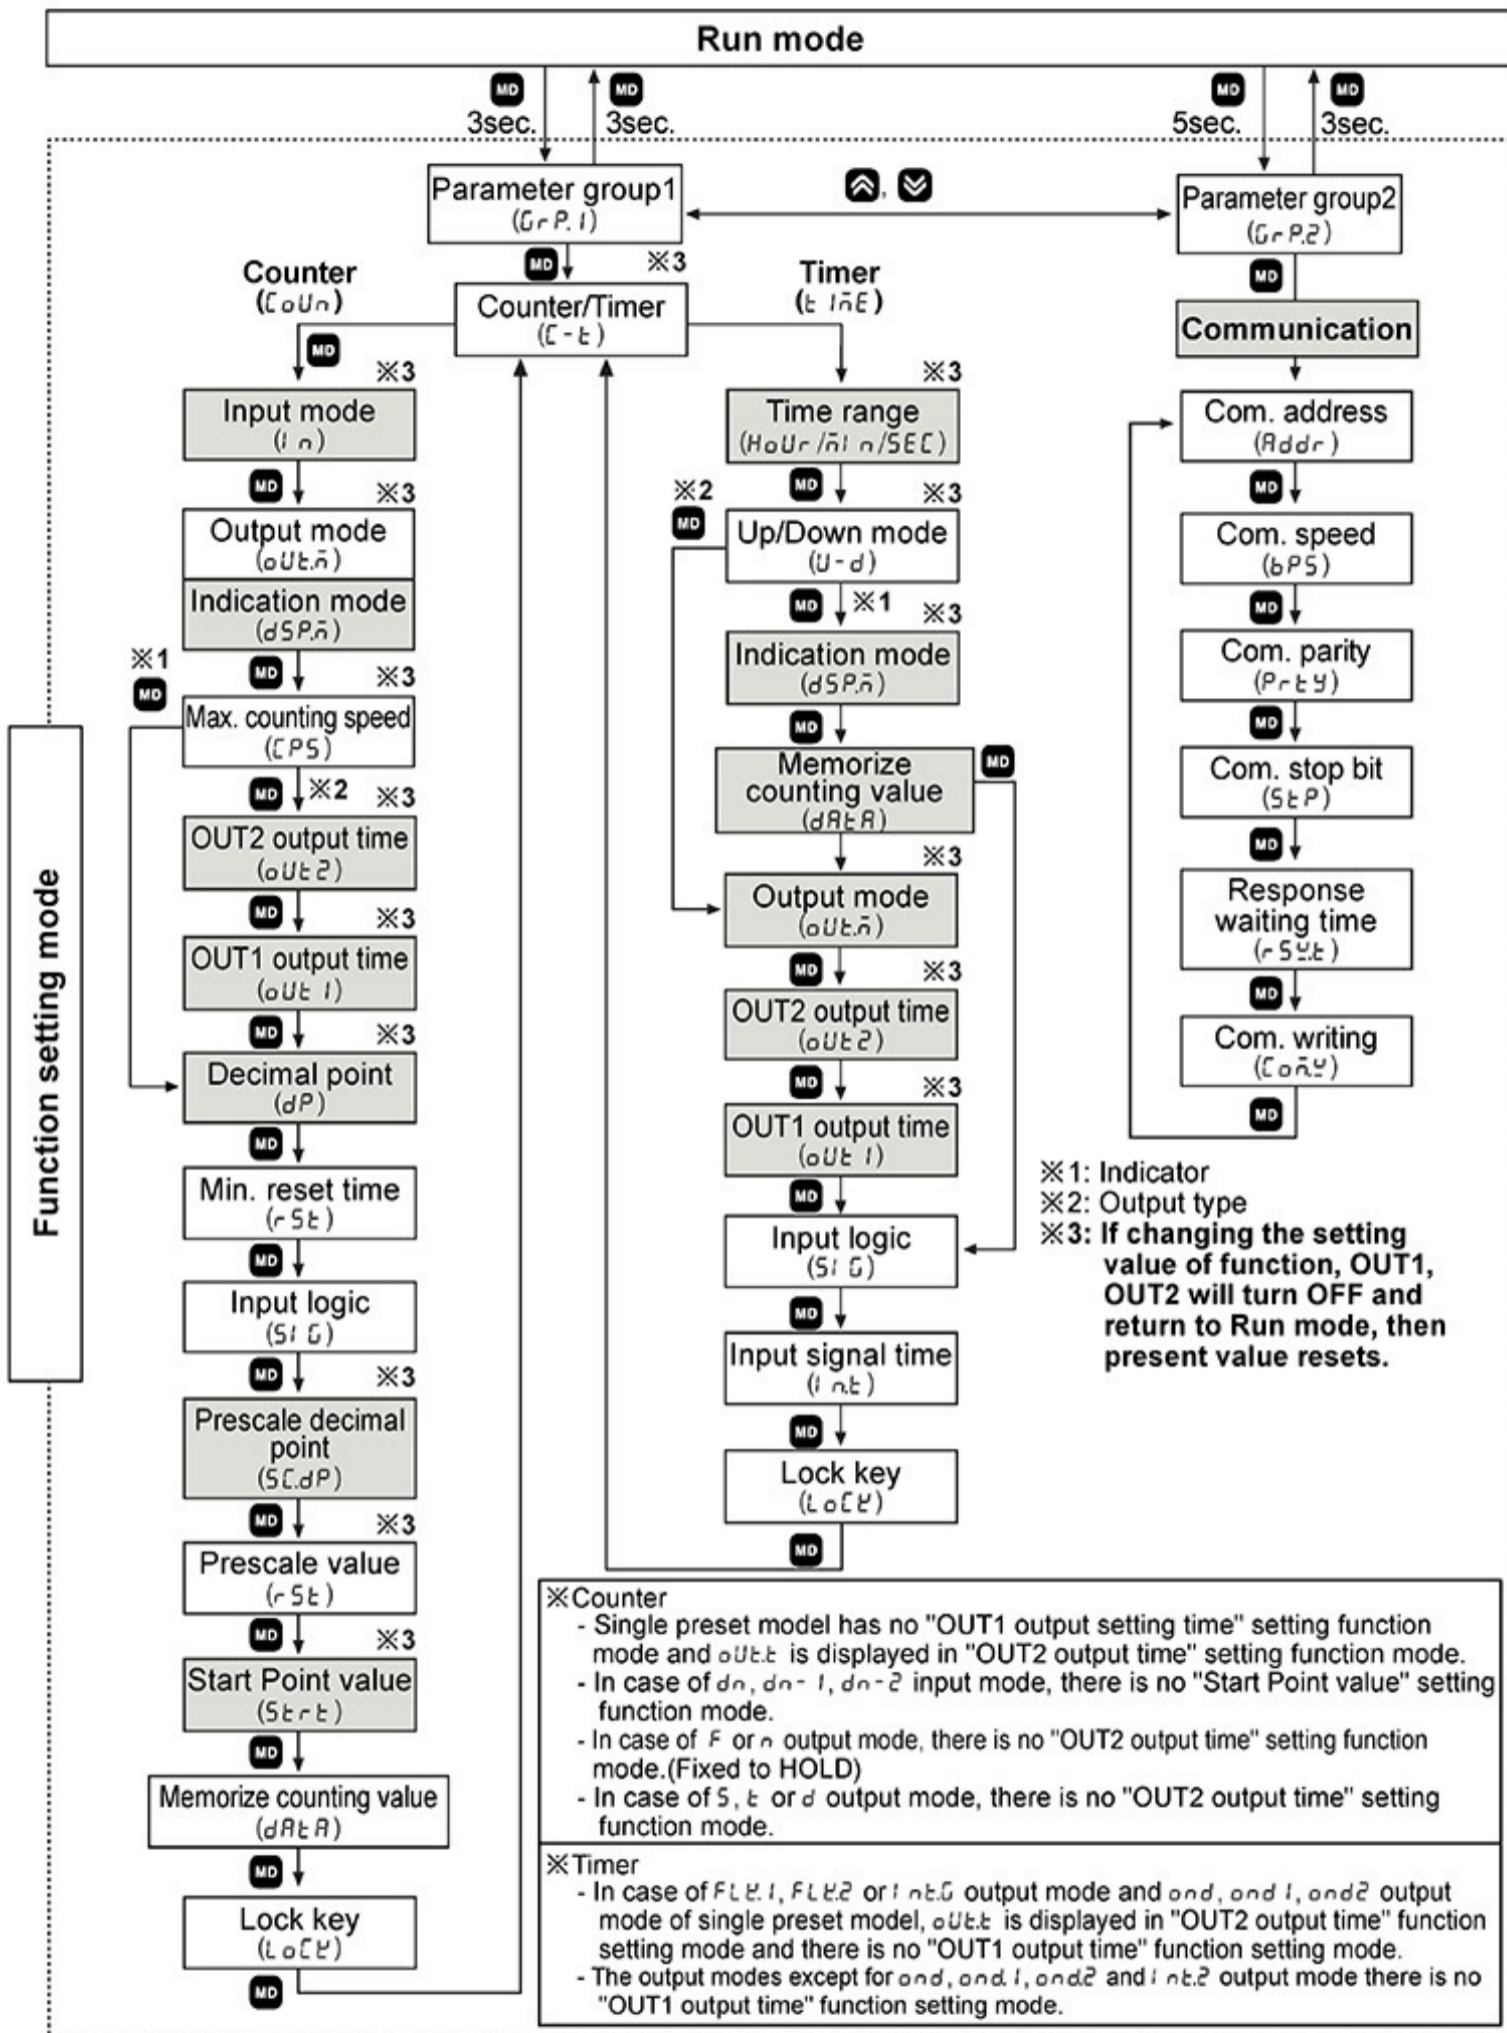 Run mode
MD
3sec.
MD
3sec.
MD
5sec.
MD
3sec.
Parameter group1
(GrP.1)
,
Parameter group2
(GrP.2)
MD
※3
MD
Counter
(CoUn)
Timer
(tImE)
Counter/Timer
(C-t)
Communication
MD
※3
Input mode
(In)
MD
※3
Output mode
(oUt.m)
Indication mode
(dSP.m)
MD
※3
※1
MD
Max. counting speed
(CPS)
MD
※2
※3
OUT2 output time
(oUt2)
MD
※3
OUT1 output time
(oUt1)
MD
※3
Decimal point
(dP)
MD
Min. reset time
(rSt)
MD
Input logic
(SIG)
MD
※3
Prescale decimal
point
(SC.dP)
MD
※3
Prescale value
(rSt)
MD
※3
Start Point value
(Strt)
MD
Memorize counting value
(dAtA)
MD
Lock key
(LoCK)
MD
※3
Time range
(HoUr/mIn/SEC)
MD
※3
※2
MD
Up/Down mode
(U-d)
MD
※1
※3
Indication mode
(dSP.m)
MD
Memorize
counting value
(dAtA)
MD
※3
Output mode
(oUt.m)
MD
※3
OUT2 output time
(oUt2)
MD
※3
OUT1 output time
(oUt1)
MD
Input logic
(SIG)
MD
Input signal time
(In.t)
MD
Lock key
(LoCK)
MD
Com. address
(Addr)
MD
Com. speed
(bPS)
MD
Com. parity
(PrtY)
MD
Com. stop bit
(StP)
MD
Response
waiting time
(rSW.t)
MD
Com. writing
(Com.W)
MD
Function setting mode
※1: Indicator
※2: Output type
※3: If changing the setting
value of function, OUT1,
OUT2 will turn OFF and
return to Run mode, then
present value resets.
※Counter
- Single preset model has no "OUT1 output setting time" setting function
mode and oUt.t is displayed in "OUT2 output time" setting function mode.
- In case of dn, dn-1, dn-2 input mode, there is no "Start Point value" setting
function mode.
- In case of F or n output mode, there is no "OUT2 output time" setting function
mode.(Fixed to HOLD)
- In case of S, t or d output mode, there is no "OUT2 output time" setting
function mode.
※Timer
- In case of FLK.1, FLK.2 or Int.G output mode and ond, ond1, ond2 output
mode of single preset model, oUt.t is displayed in "OUT2 output time" function
setting mode and there is no "OUT1 output time" function setting mode.
- The output modes except for ond, ond.1, ond.2 and int.2 output mode there is no
"OUT1 output time" function setting mode.